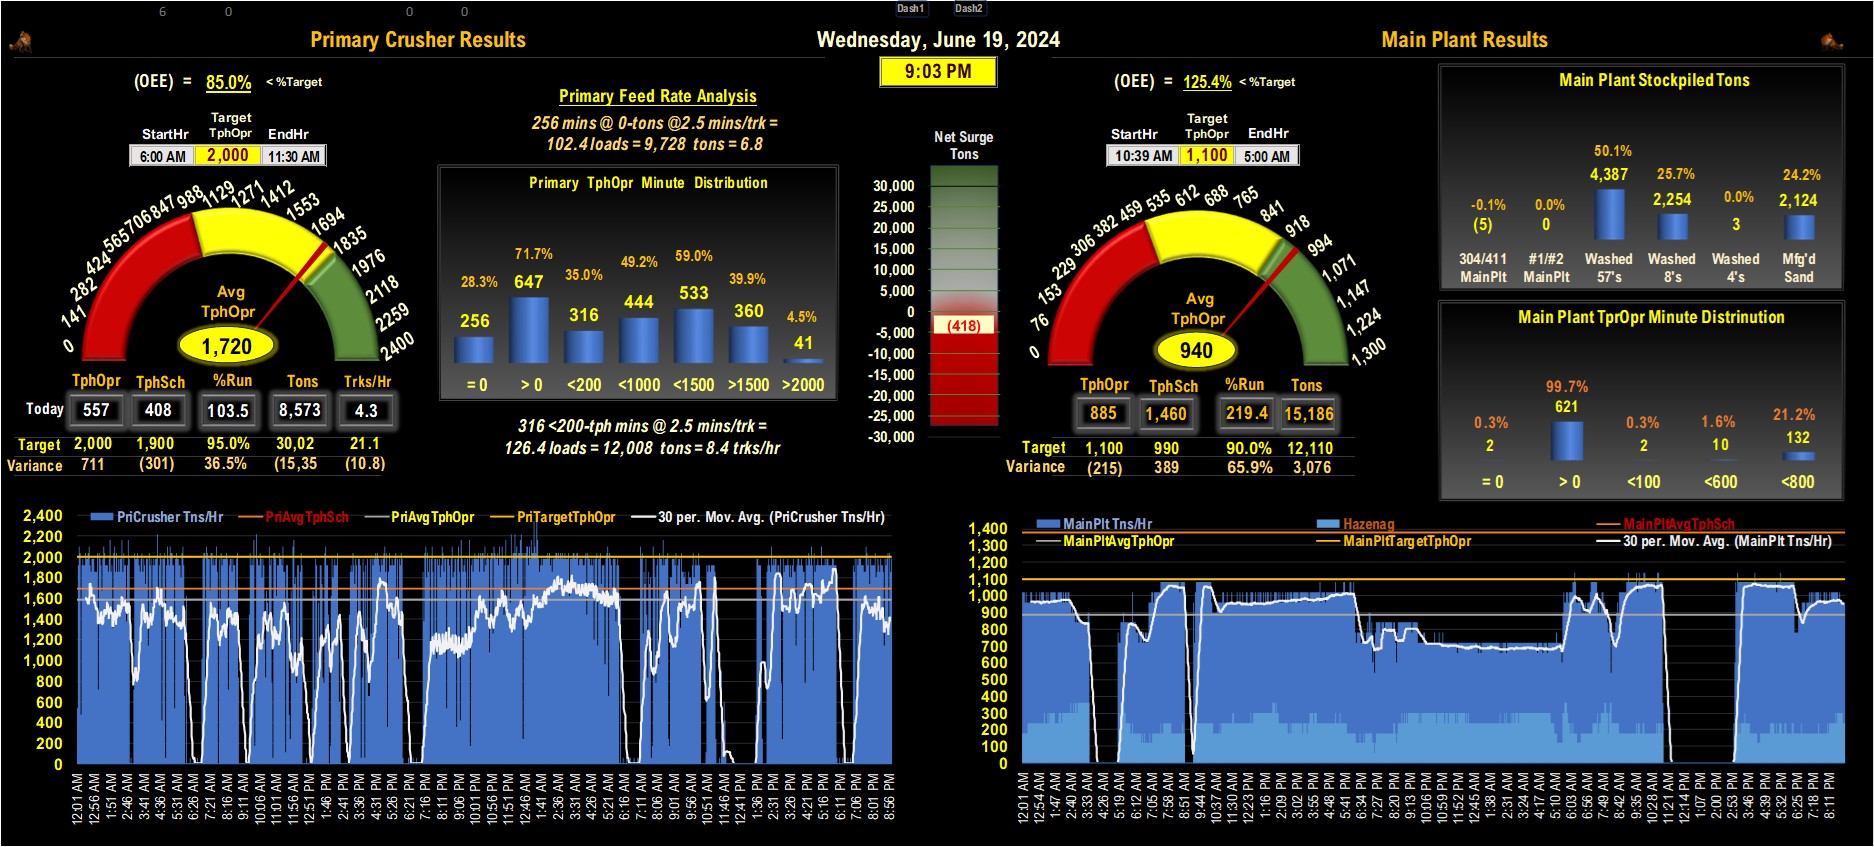 6 0 0 0 Dash1 Dash2
Primary Crusher Results
Wednesday, June 19, 2024
Main Plant Results
9:03 PM
(OEE) = 85.0% < %Target
StartHr Target TphOpr EndHr
6:00 AM 2,000 11:30 AM
0 141 282 424 565 706 847 988 1129 1271 1412 1553 1694 1835 1976 2118 2259 2400
Avg
TphOpr
1,720
TphOpr TphSch %Run Tons Trks/Hr
Today 557 408 103.5 8,573 4.3
Target 2,000 1,900 95.0% 30,02 21.1
Variance 711 (301) 36.5% (15,35 (10.8)
Primary Feed Rate Analysis
256 mins @ 0-tons @2.5 mins/trk =
102.4 loads = 9,728 tons = 6.8
Primary TphOpr Minute Distribution
28.3% 71.7% 35.0% 49.2% 59.0% 39.9% 4.5%
256 647 316 444 533 360 41
= 0 > 0 <200 <1000 <1500 >1500 >2000
316 <200-tph mins @ 2.5 mins/trk =
126.4 loads = 12,008 tons = 8.4 trks/hr
Net Surge
Tons
30,000
25,000
20,000
15,000
10,000
5,000
0
(418)
-5,000
-10,000
-15,000
-20,000
-25,000
-30,000
(OEE) = 125.4% < %Target
StartHr Target TphOpr EndHr
10:39 AM 1,100 5:00 AM
0 76 153 229 306 382 459 535 612 688 765 841 918 994 1,071 1,147 1,224 1,300
Avg
TphOpr
940
TphOpr TphSch %Run Tons
885 1,460 219.4 15,186
Target 1,100 990 90.0% 12,110
Variance (215) 389 65.9% 3,076
Main Plant Stockpiled Tons
-0.1% 0.0% 50.1% 25.7% 0.0% 24.2%
(5) 0 4,387 2,254 3 2,124
304/411 #1/#2 Washed Washed Washed Mfg'd
MainPlt MainPlt 57's 8's 4's Sand
Main Plant TprOpr Minute Distrinution
0.3% 99.7% 0.3% 1.6% 21.2%
2 621 2 10 132
= 0 > 0 <100 <600 <800
PriCrusher Tns/Hr PriAvgTphSch PriAvgTphOpr PriTargetTphOpr 30 per. Mov. Avg. (PriCrusher Tns/Hr)
2,400
2,200
2,000
1,800
1,600
1,400
1,200
1,000
800
600
400
200
0
12:01 AM 12:56 AM 1:51 AM 2:46 AM 3:41 AM 4:36 AM 5:31 AM 6:26 AM 7:21 AM 8:16 AM 9:11 AM 10:06 AM 11:01 AM 11:56 AM 12:51 PM 1:46 PM 2:41 PM 3:36 PM 4:31 PM 5:26 PM 6:21 PM 7:16 PM 8:11 PM 9:06 PM 10:01 PM 10:56 PM 11:51 PM 12:46 AM 1:41 AM 2:36 AM 3:31 AM 4:26 AM 5:21 AM 6:16 AM 7:11 AM 8:06 AM 9:01 AM 9:56 AM 10:51 AM 11:46 AM 12:41 PM 1:36 PM 2:31 PM 3:26 PM 4:21 PM 5:16 PM 6:11 PM 7:06 PM 8:01 PM 8:56 PM
MainPlt Tns/Hr Hazenag MainPltAvgTphSch
MainPltAvgTphOpr MainPltTargetTphOpr 30 per. Mov. Avg. (MainPlt Tns/Hr)
1,400
1,300
1,200
1,100
1,000
900
800
700
600
500
400
300
200
100
0
12:01 AM 12:54 AM 1:47 AM 2:40 AM 3:33 AM 4:26 AM 5:19 AM 6:12 AM 7:05 AM 7:58 AM 8:51 AM 9:44 AM 10:37 AM 11:30 AM 12:23 PM 1:16 PM 2:09 PM 3:02 PM 3:55 PM 4:48 PM 5:41 PM 6:34 PM 7:27 PM 8:20 PM 9:13 PM 10:06 PM 10:59 PM 11:52 PM 12:45 AM 1:38 AM 2:31 AM 3:24 AM 4:17 AM 5:10 AM 6:03 AM 6:56 AM 7:49 AM 8:42 AM 9:35 AM 10:28 AM 11:21 AM 12:14 PM 1:07 PM 2:00 PM 2:53 PM 3:46 PM 4:39 PM 5:32 PM 6:25 PM 7:18 PM 8:11 PM